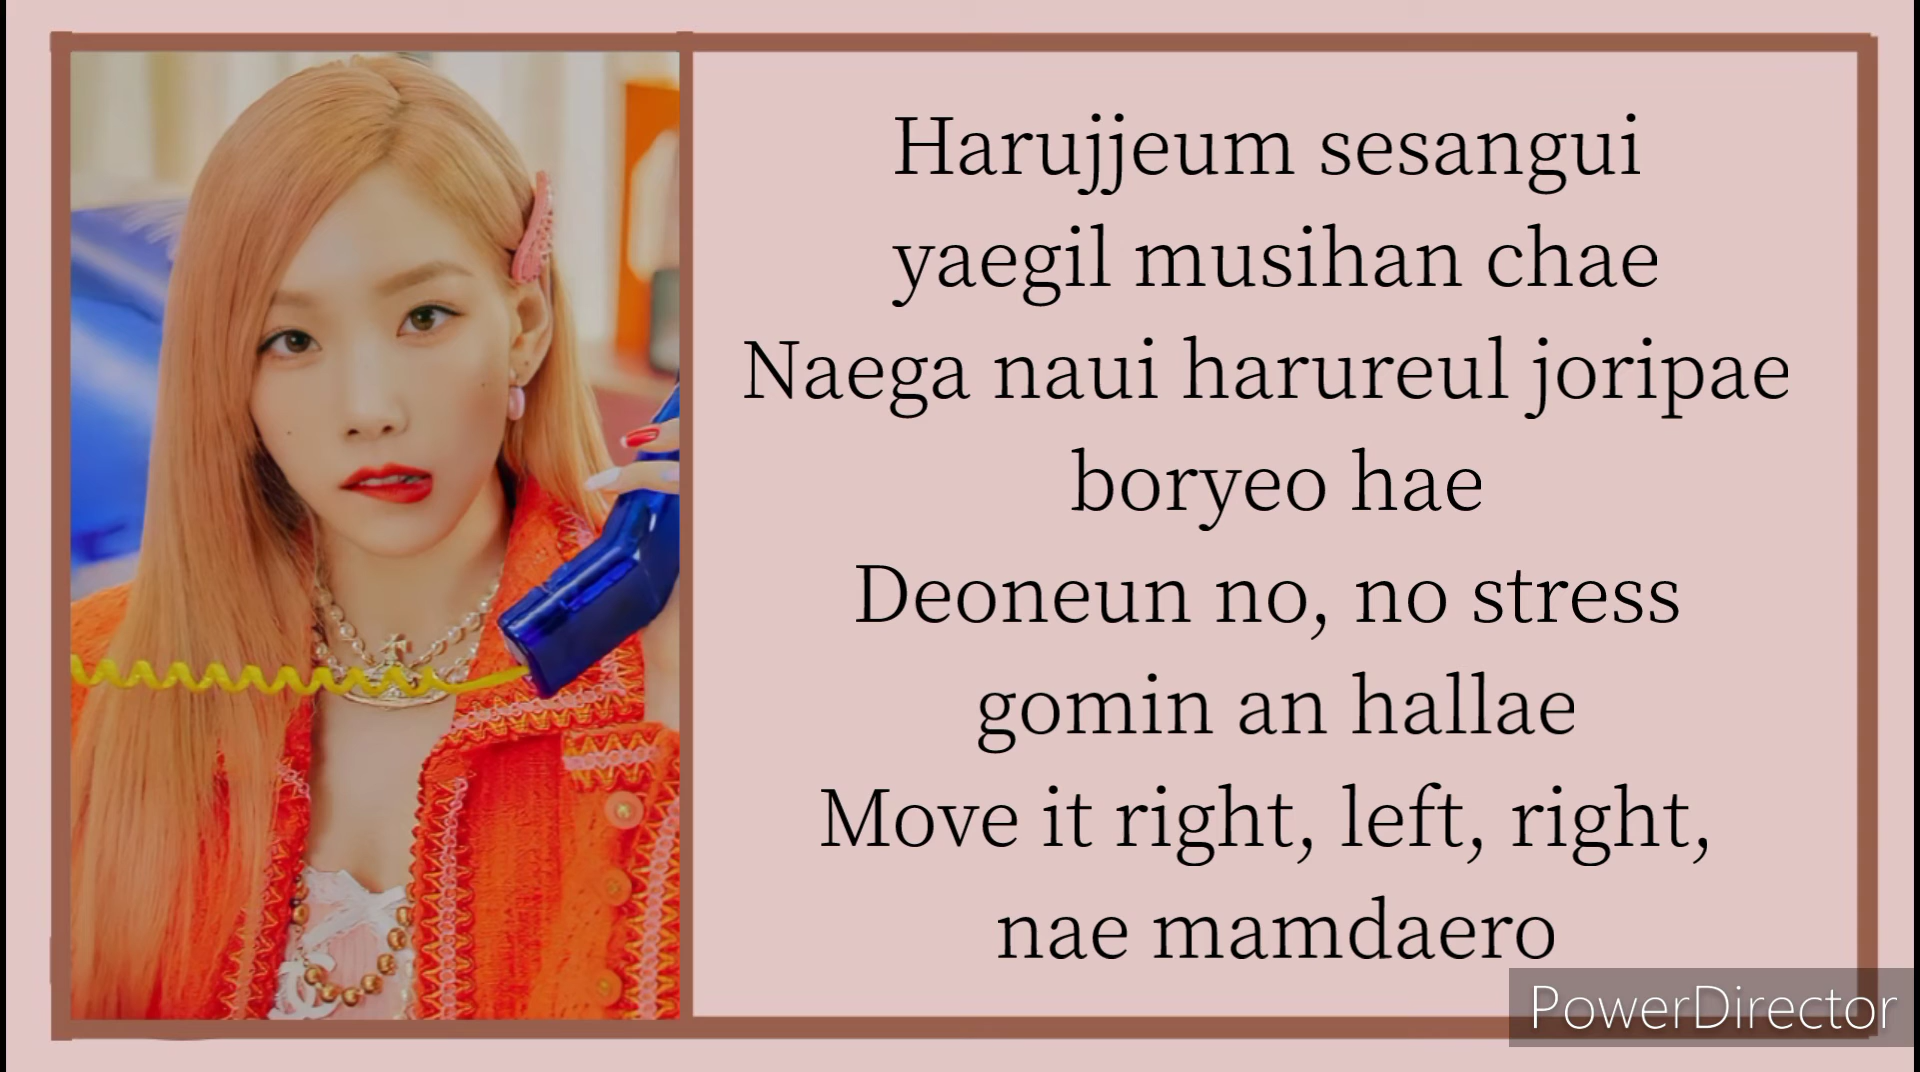 Harujjeum sesangui
yaegil musihan chae
Naega naui harureul joripae
boryeo hae
Deoneun no, no stress
gomin an hallae
Move it right, left, right,
nae mamdaero
PowerDirector